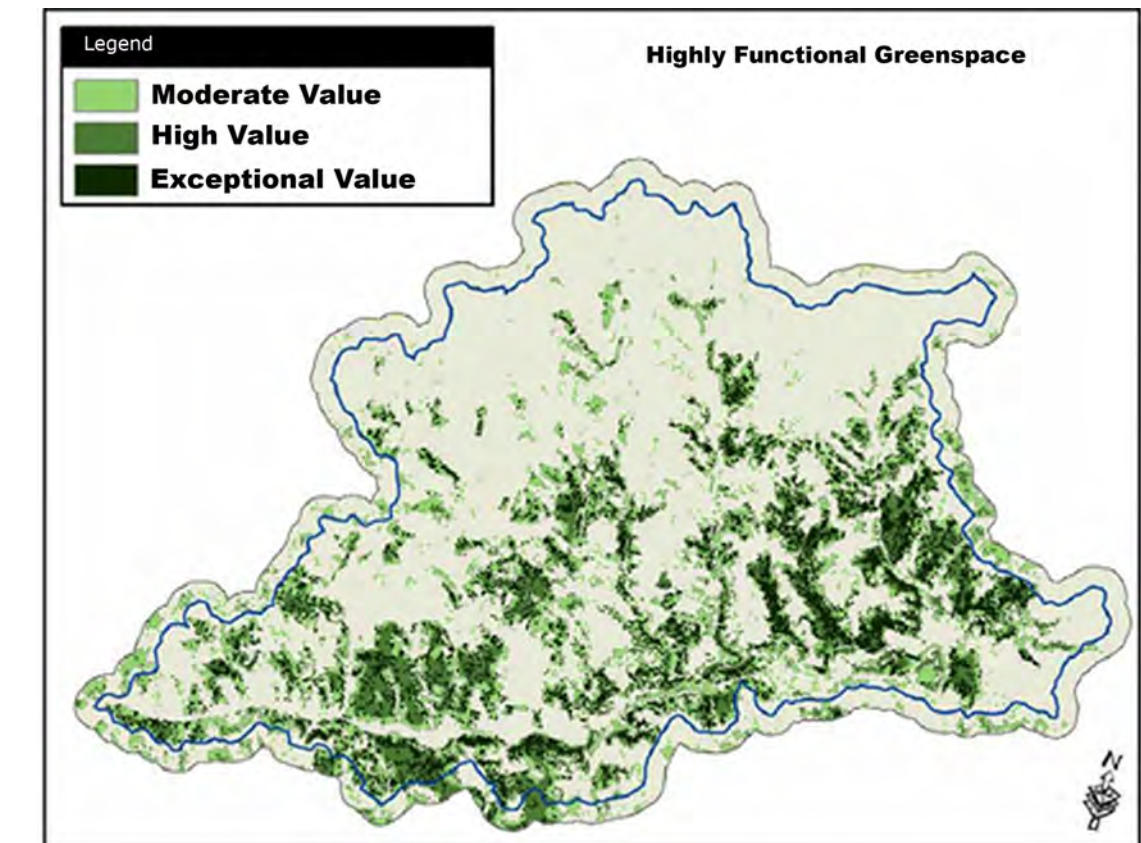 Legend
Highly Functional Greenspace
Moderate Value
High Value
Exceptional Value
N